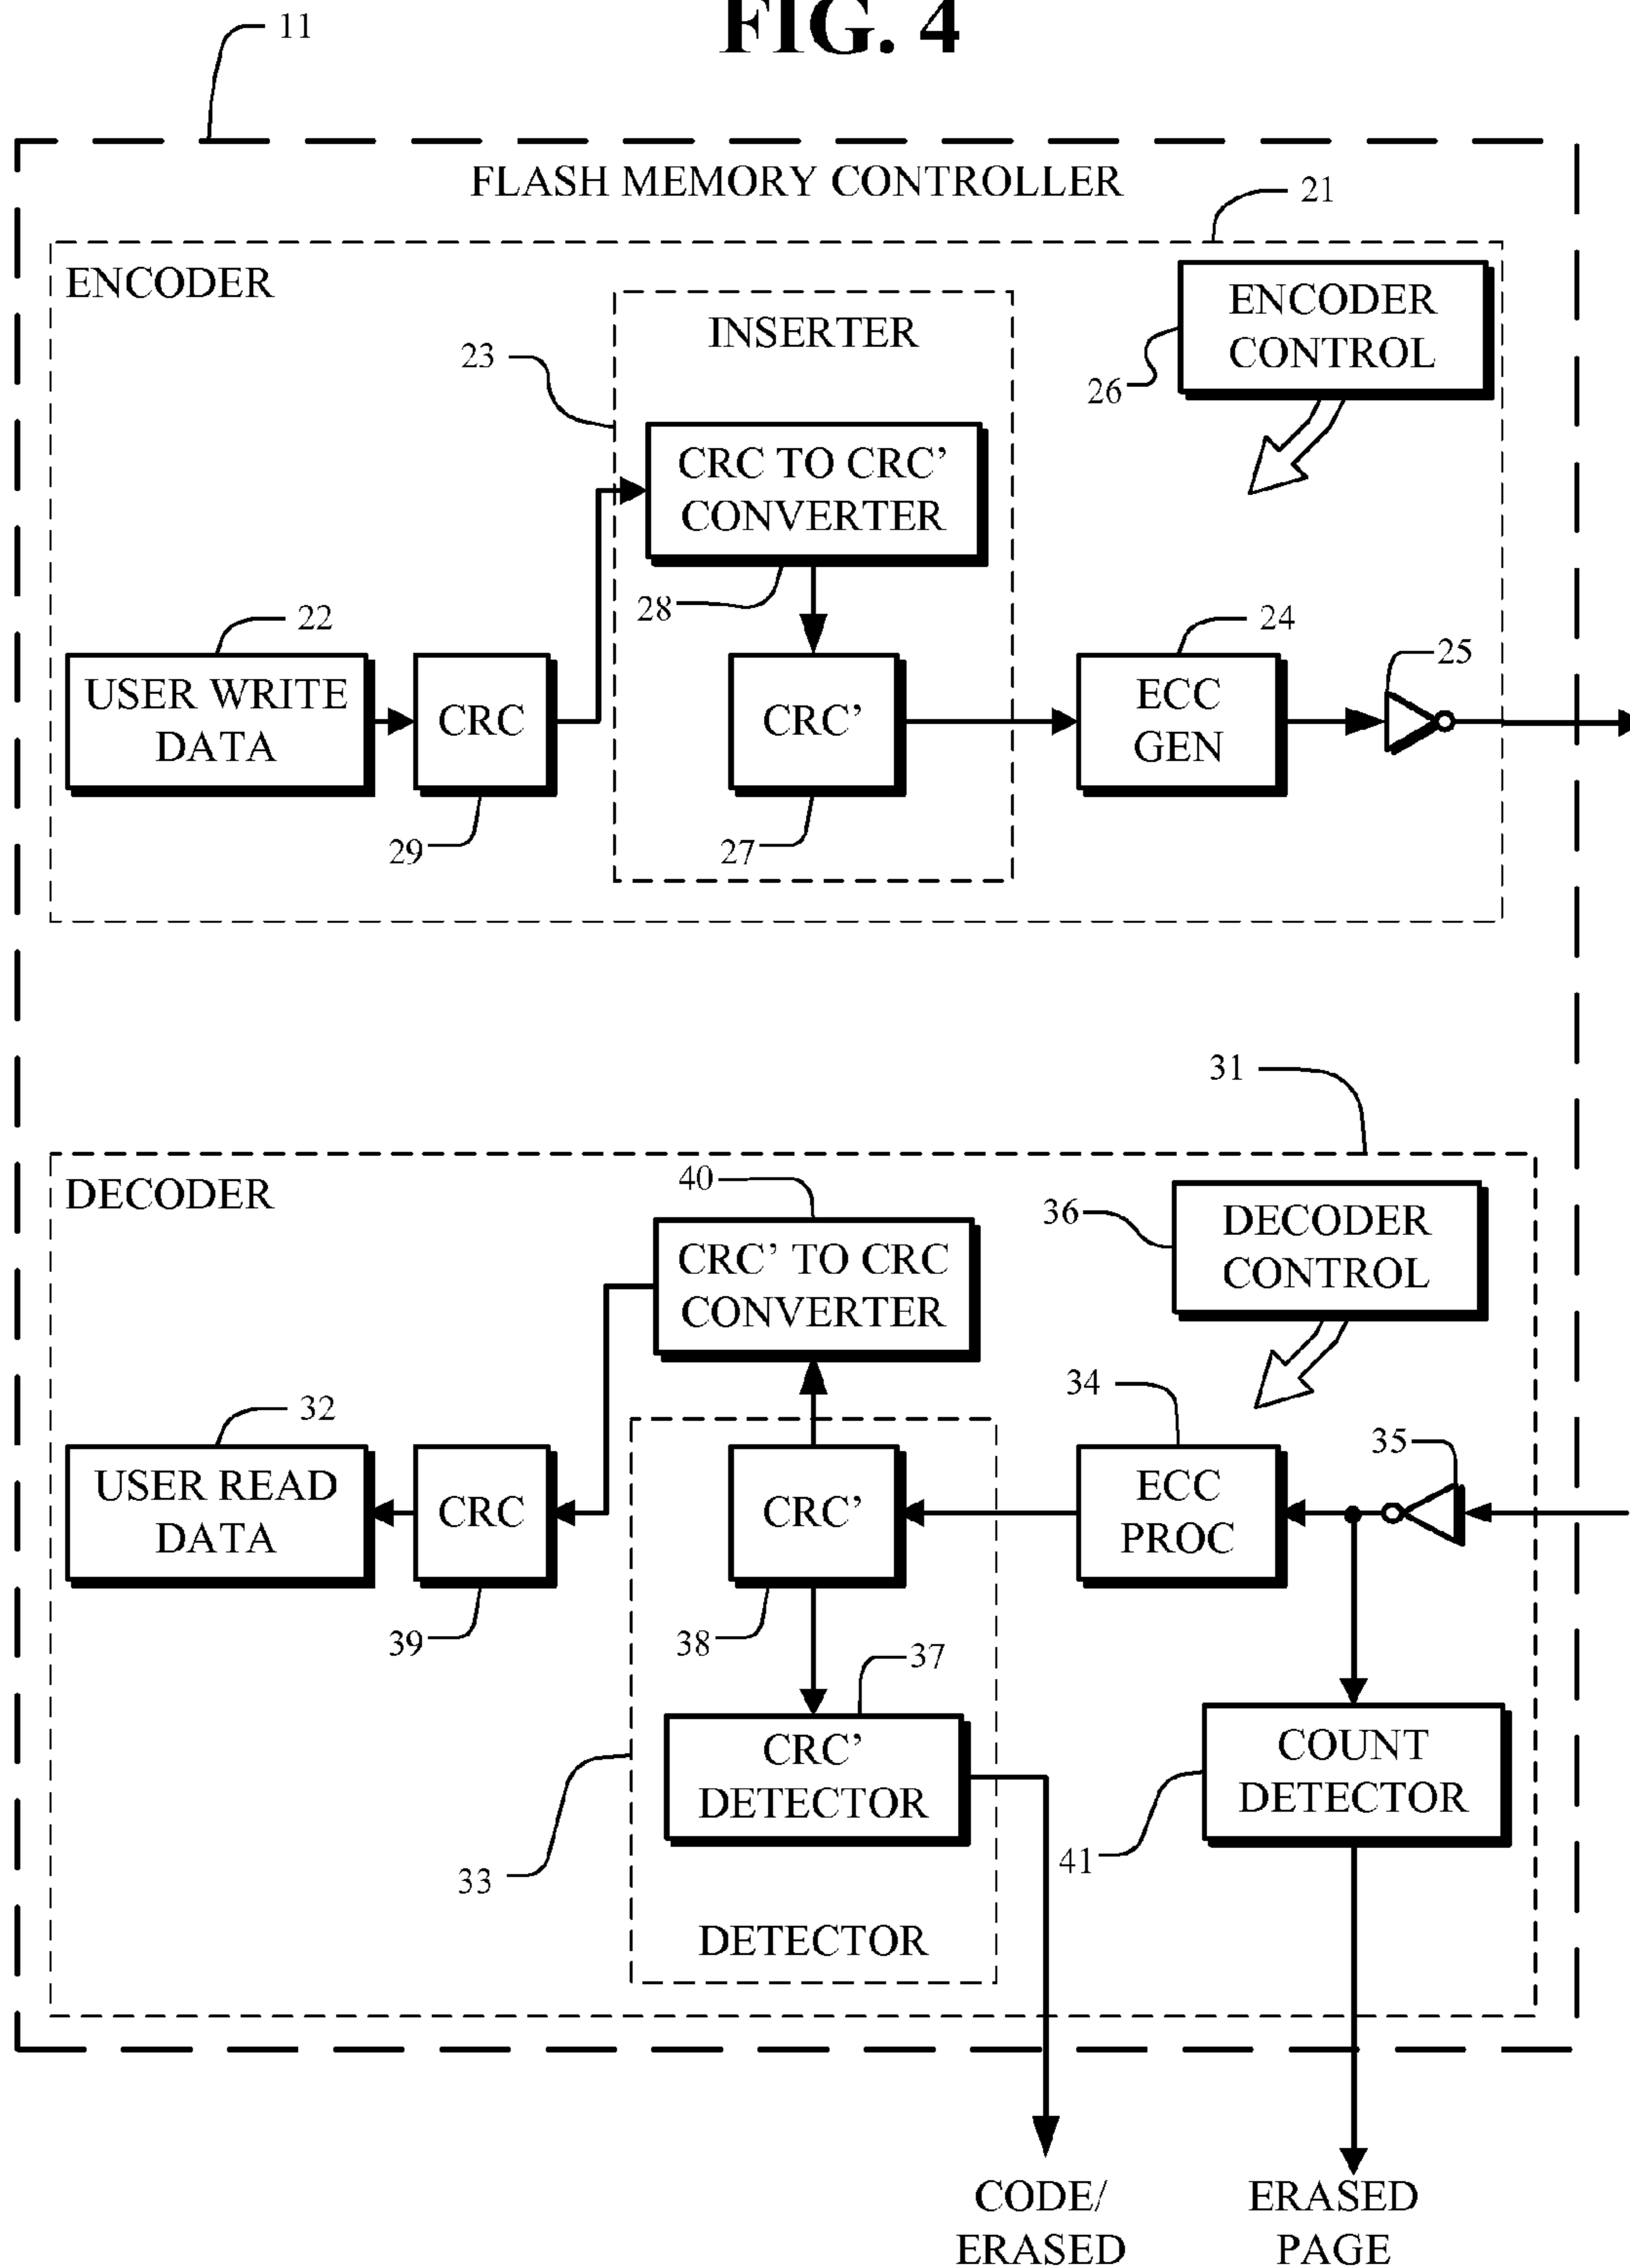 FIG. 4
11
FLASH MEMORY CONTROLLER
21
ENCODER
INSERTER
ENCODER
CONTROL
23
26
CRC TO CRC’
CONVERTER
28
22
24
25
USER WRITE
DATA
CRC
CRC’
ECC
GEN
29
27
31
DECODER
40
36
DECODER
CONTROL
CRC’ TO CRC
CONVERTER
34
32
35
USER READ
DATA
CRC
CRC’
ECC
PROC
39
38
37
CRC’
DETECTOR
COUNT
DETECTOR
33
41
DETECTOR
CODE/
ERASED
ERASED
PAGE